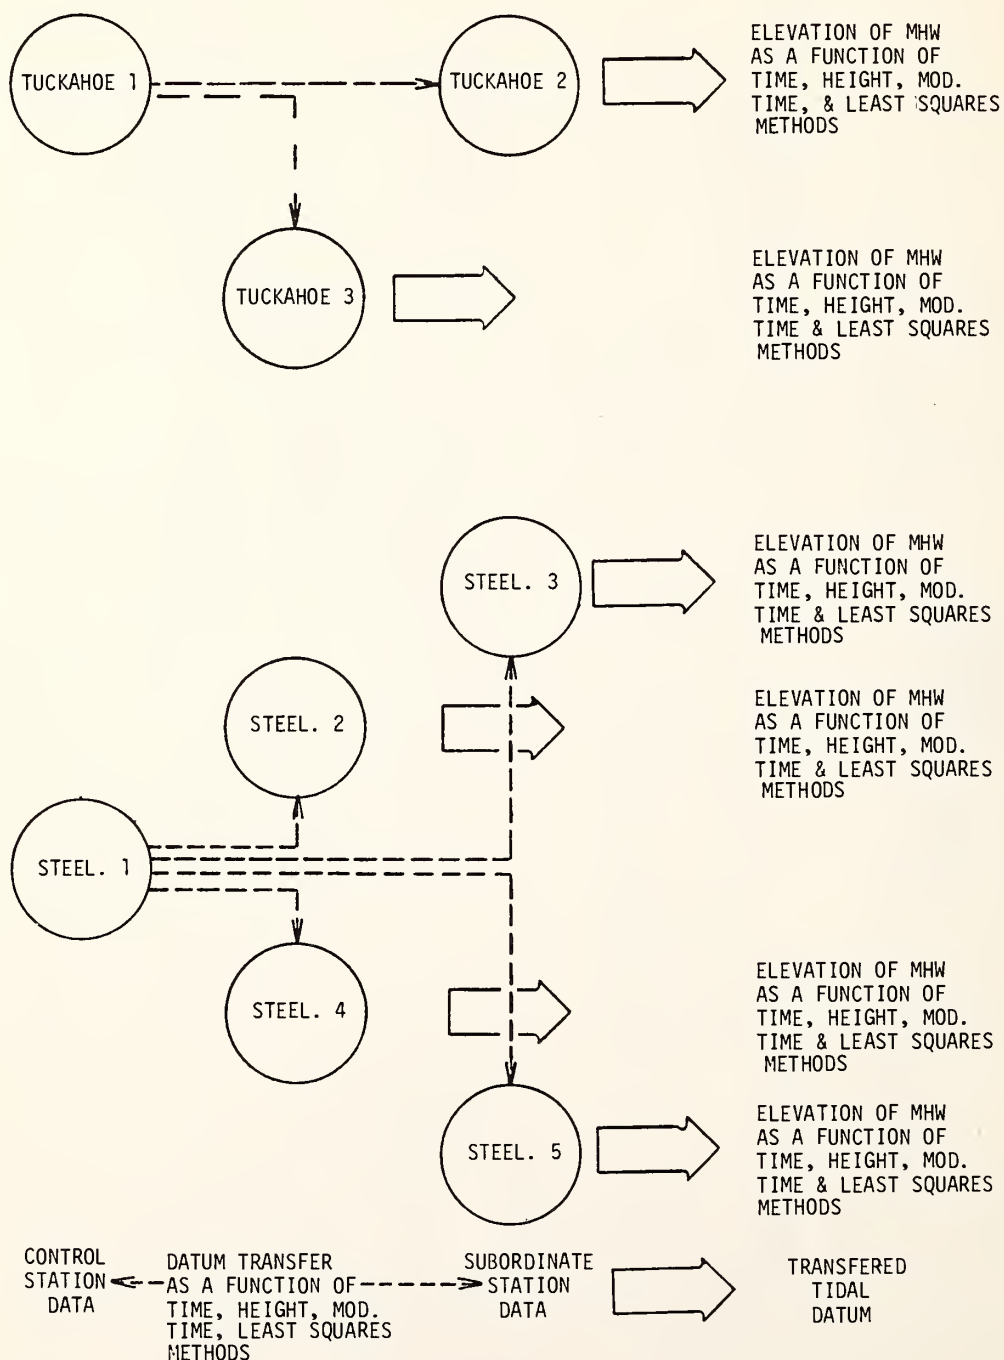 TUCKAHOE 1
TUCKAHOE 2
ELEVATION OF MHW
AS A FUNCTION OF
TIME, HEIGHT, MOD.
TIME, & LEAST SQUARES
METHODS
TUCKAHOE 3
ELEVATION OF MHW
AS A FUNCTION OF
TIME, HEIGHT, MOD.
TIME & LEAST SQUARES
METHODS
STEEL. 3
ELEVATION OF MHW
AS A FUNCTION OF
TIME, HEIGHT, MOD.
TIME & LEAST SQUARES
METHODS
STEEL. 2
ELEVATION OF MHW
AS A FUNCTION OF
TIME, HEIGHT, MOD.
TIME & LEAST SQUARES
METHODS
STEEL. 1
STEEL. 4
ELEVATION OF MHW
AS A FUNCTION OF
TIME, HEIGHT, MOD.
TIME & LEAST SQUARES
METHODS
STEEL. 5
ELEVATION OF MHW
AS A FUNCTION OF
TIME, HEIGHT, MOD.
TIME & LEAST SQUARES
METHODS
CONTROL
STATION
DATA
DATUM TRANSFER
AS A FUNCTION OF
TIME, HEIGHT, MOD.
TIME, LEAST SQUARES
METHODS
SUBORDINATE
STATION
DATA
TRANSFERED
TIDAL
DATUM